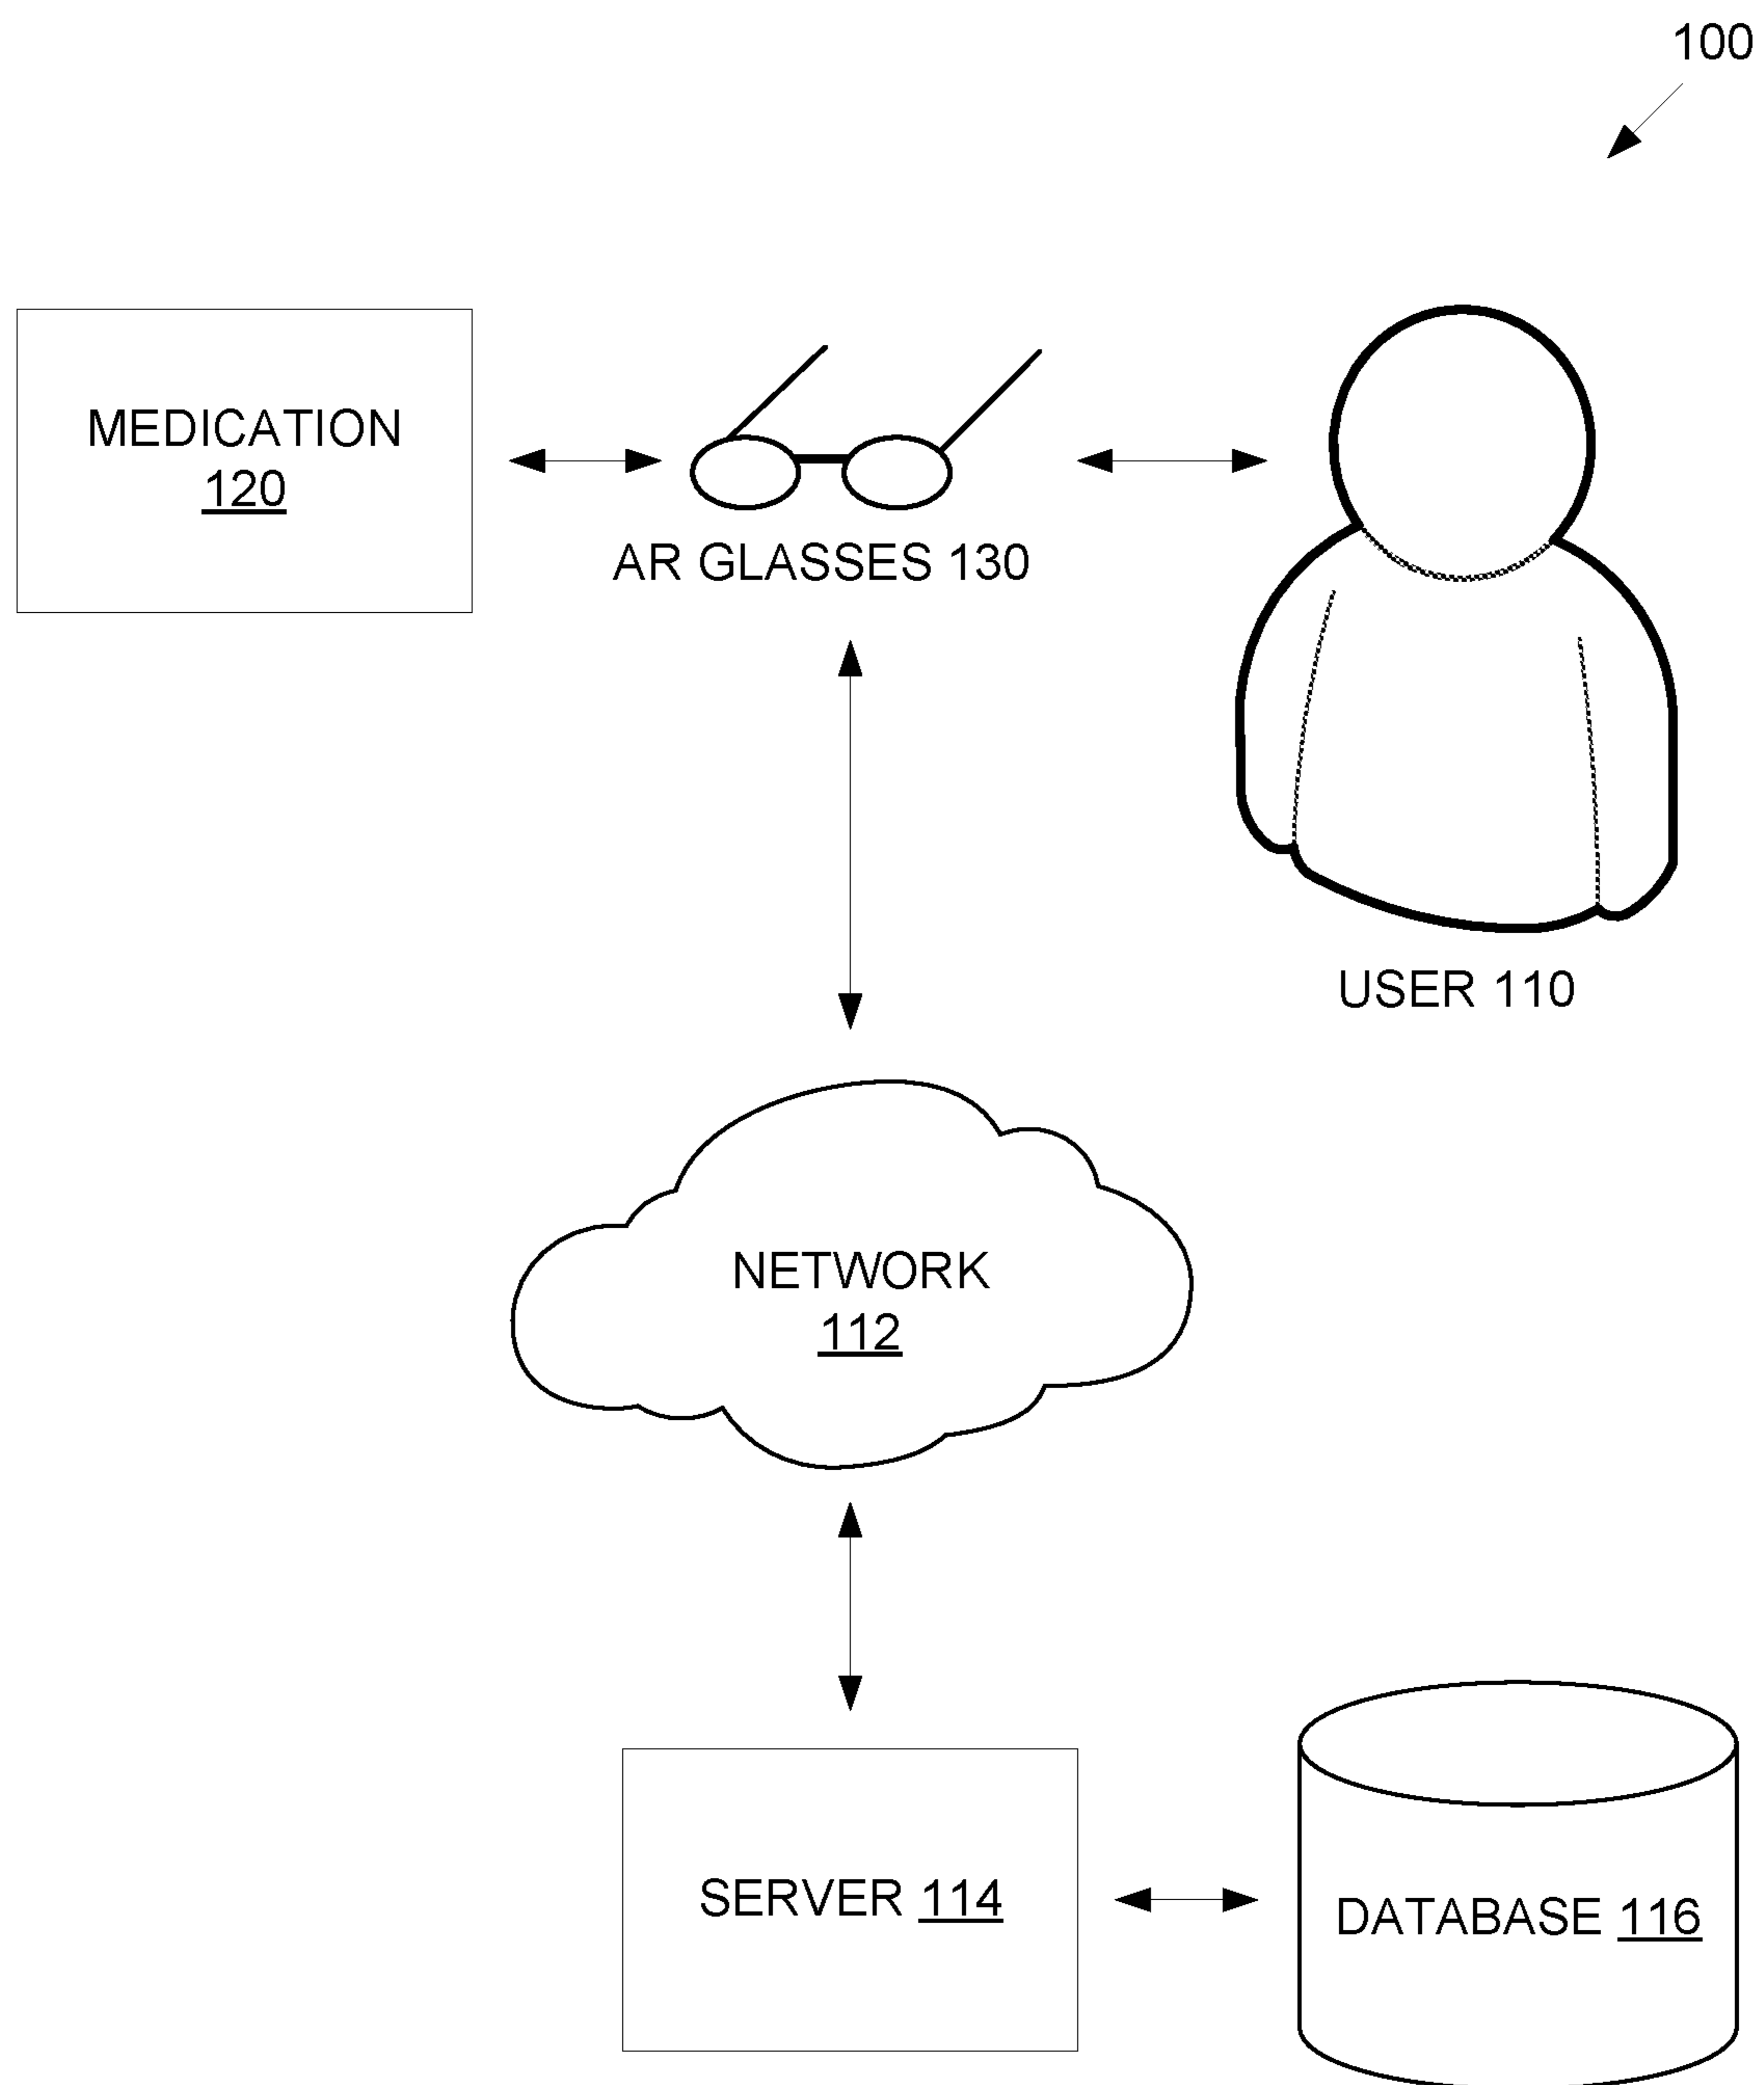 100
MEDICATION
120
AR GLASSES 130
USER 110
NETWORK
112
SERVER 114
DATABASE 116